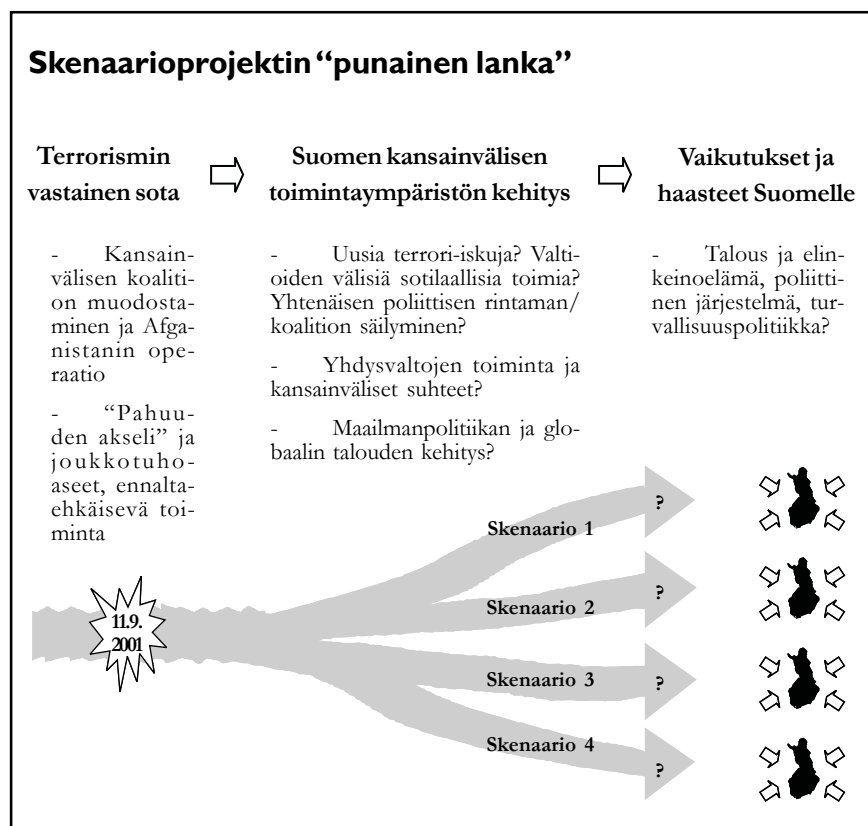 Skenaarioprojektin “punainen lanka”
Terrorismin
vastainen sota
Suomen kansainvälisen
toimintaympäristön kehitys
Vaikutukset ja
haasteet Suomelle
- Kansain-
välisen koaliti-
on muodosta-
minen ja Afga-
nistanin ope-
raatio
- “Pahuu-
den akseli” ja
joukkotuho-
aseet, ennalta-
ehkäisevä toi-
minta
- Uusia terrori-iskuja? Valti-
oiden välisiä sotilaallisia toimia?
Yhtenäisen poliittisen rintaman/
koalition säilyminen?
- Yhdysvaltojen toiminta ja
kansainväliset suhteet?
- Maailmanpolitiikan ja glo-
baalin talouden kehitys?
- Talous ja elin-
keinoelämä, poliitti-
nen järjestelmä, tur-
vallisuuspolitiikka?
11.9.
2001
Skenaario 1
?
Skenaario 2
?
Skenaario 3
?
Skenaario 4
?